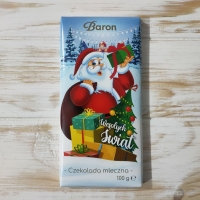 Baron
Wesołych
Świąt
- Czekolada mleczna -
100 g ℮